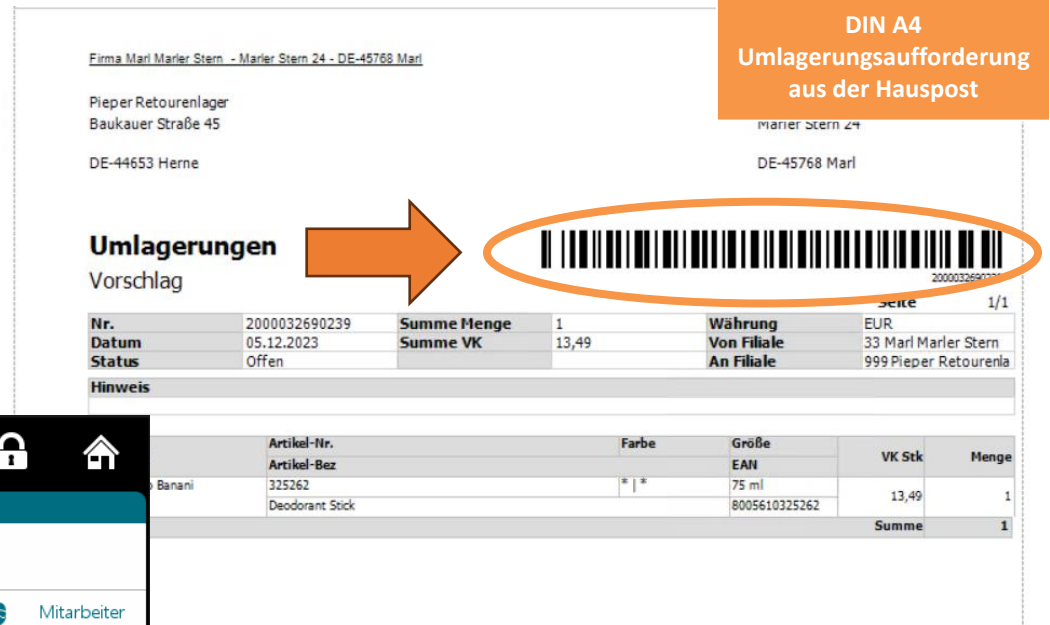 DIN A4
Umlagerungsaufforderung
aus der Hauspost
Firma Marl Marler Stern - Marler Stern 24 - DE-45768 Marl
Pieper Retourenlager
Baukauer Straße 45
Marler Stern 24
DE-44653 Herne
DE-45768 Marl
Umlagerungen
Vorschlag
Seite 1/1
Nr. 2000032690239 Summe Menge 1 Währung EUR
Datum 05.12.2023 Summe VK 13,49 Von Filiale 33 Marl Marler Stern
Status Offen An Filiale 999 Pieper Retourenla
Hinweis
Artikel-Nr. Farbe Größe VK Stk Menge
Artikel-Bez EAN
Banani 325262 * | * 75 ml 13,49 1
Deodorant Stick 8005610325262
Summe 1
Mitarbeiter